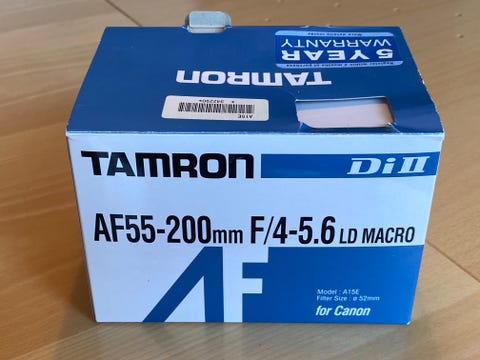 5 YEAR
WARRANTY
TAMRON
A15E
TAMRON
Di II
AF55-200mm F/4-5.6 LD MACRO
AF
Model : A15E
Filter Size : ø 52mm
for Canon